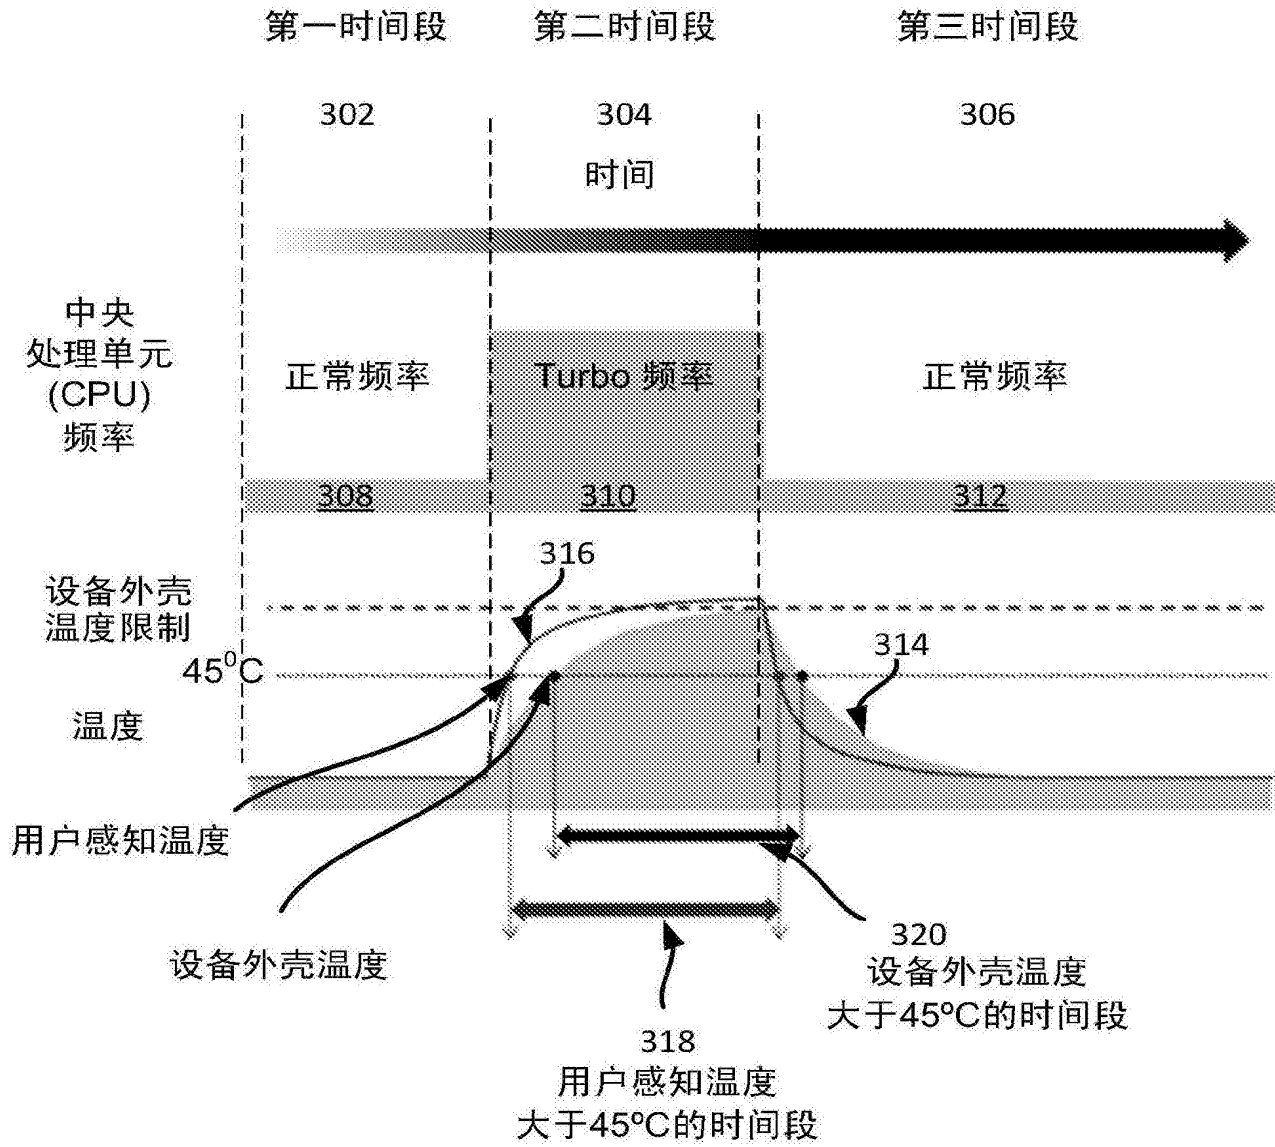 第一时间段 第二时间段 第三时间段
302 304 306
时间
中央
处理单元
(CPU)
频率
正常频率 Turbo 频率 正常频率
308 310 312
316
设备外壳
温度限制
314
45⁰C
温度
用户感知温度
设备外壳温度
320
设备外壳温度
大于45ºC的时间段
318
用户感知温度
大于45ºC的时间段